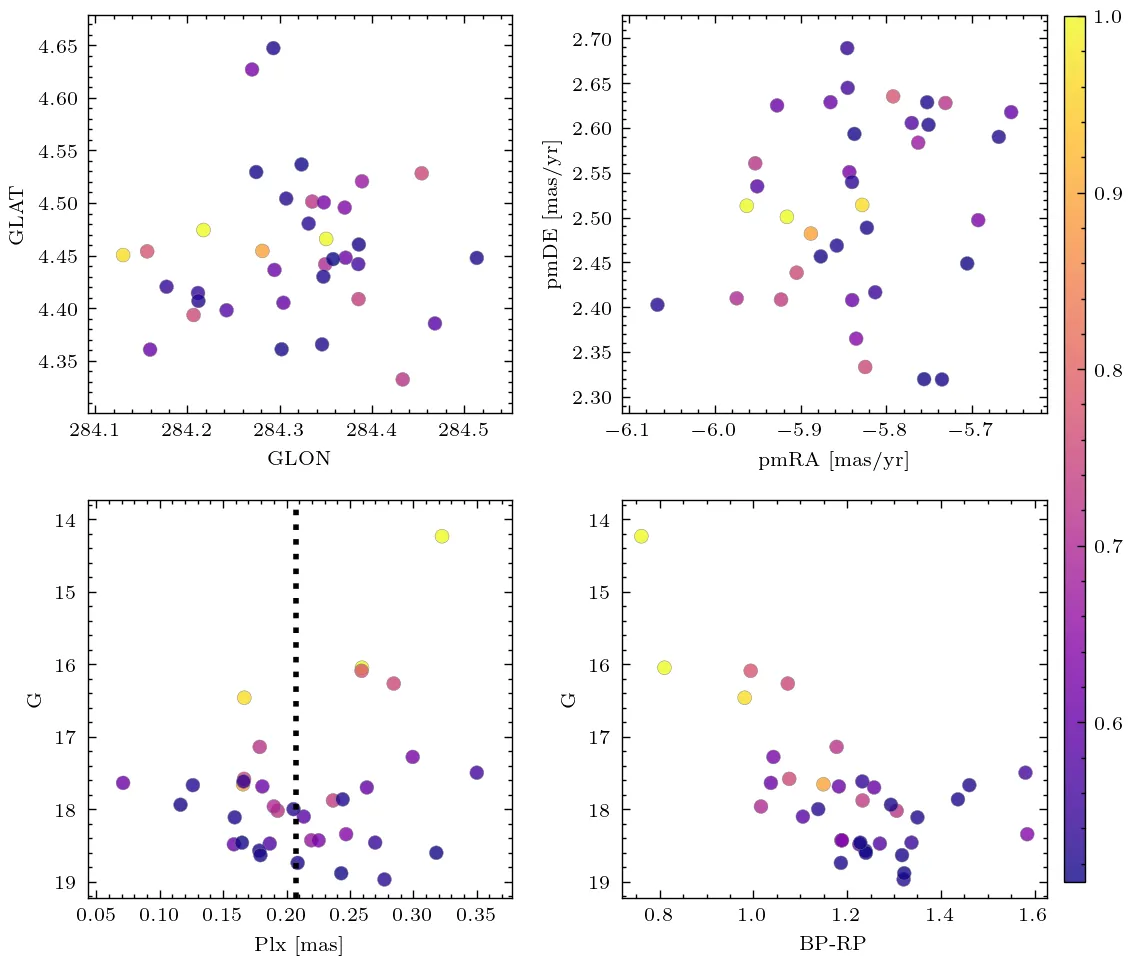 4.65
4.60
4.55
4.50
4.45
4.40
4.35
GLAT
284.1 284.2 284.3 284.4 284.5
GLON
2.70
2.65
2.60
2.55
2.50
2.45
2.40
2.35
2.30
pmDE [mas/yr]
−6.1 −6.0 −5.9 −5.8 −5.7
pmRA [mas/yr]
14
15
16
17
18
19
G
0.05 0.10 0.15 0.20 0.25 0.30 0.35
Plx [mas]
14
15
16
17
18
19
G
0.8 1.0 1.2 1.4 1.6
BP-RP
1.0
0.9
0.8
0.7
0.6